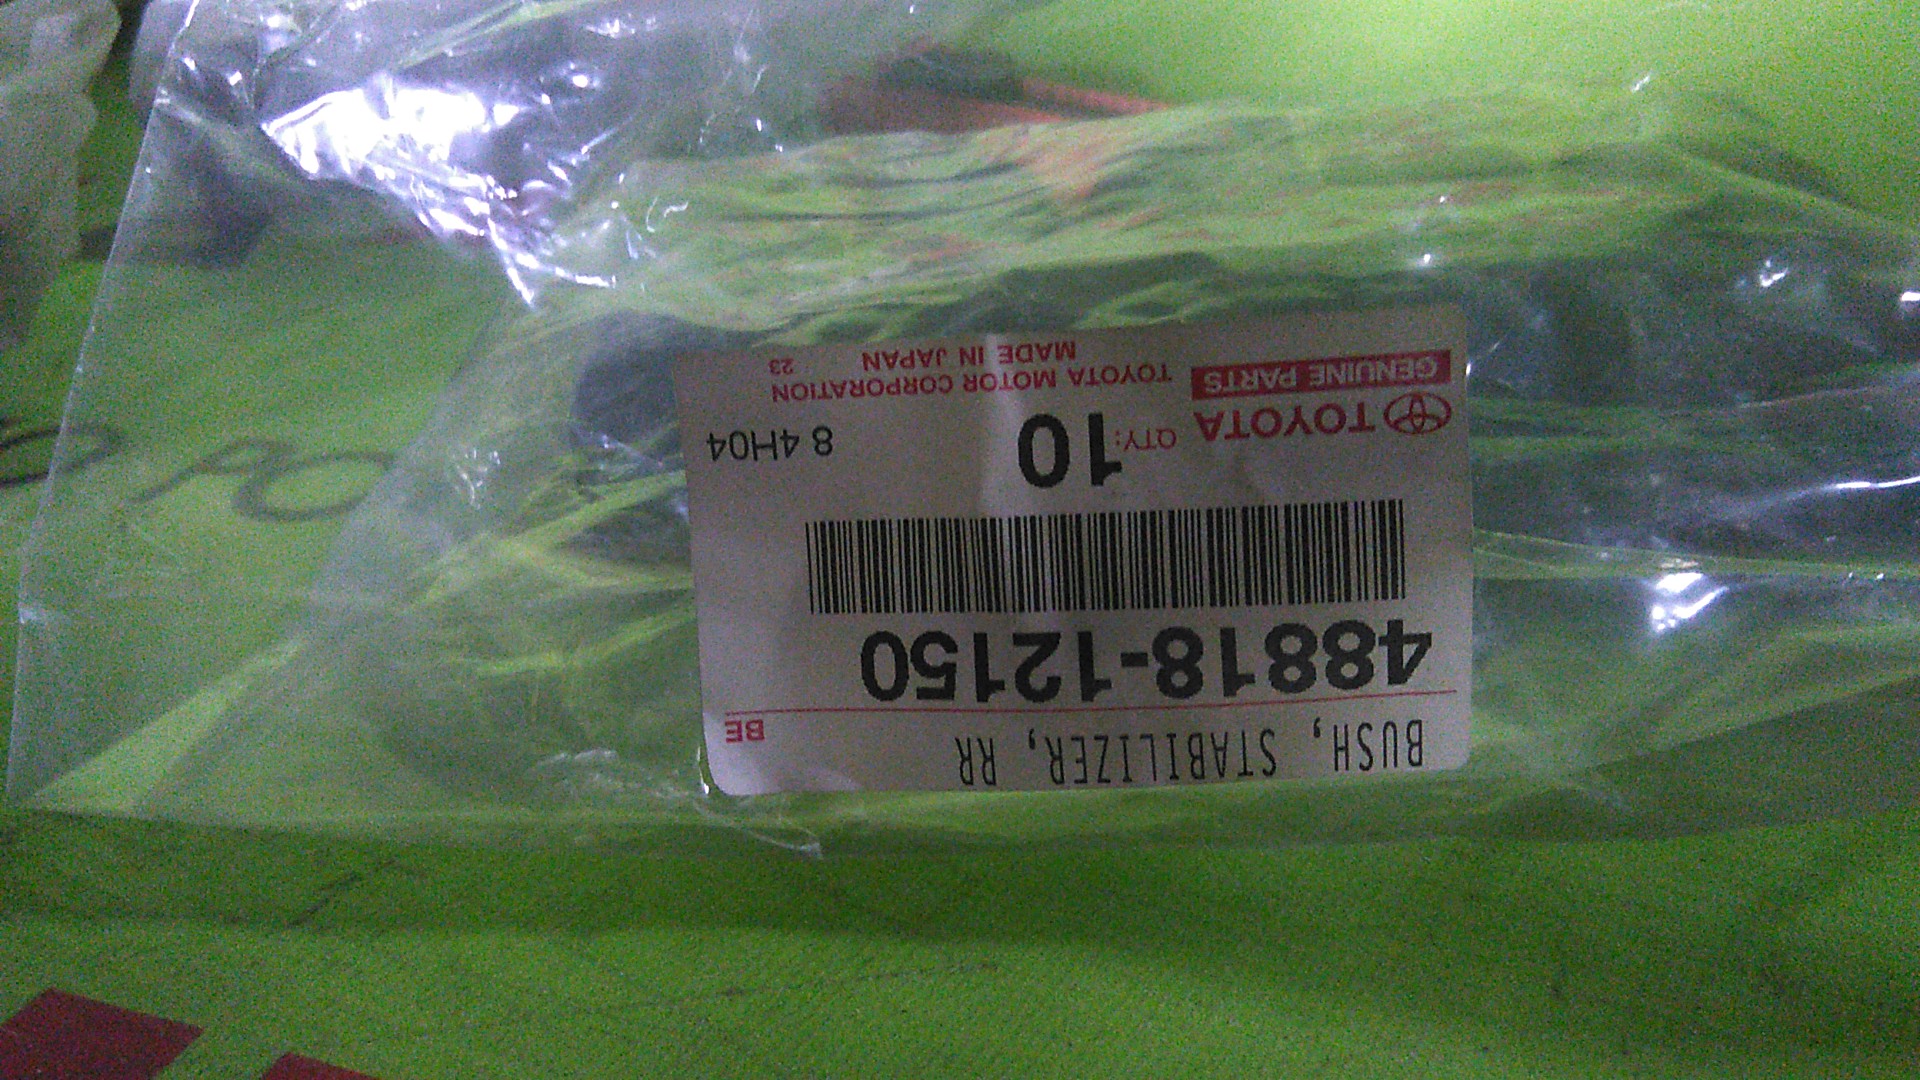 BUSH, STABILIZER, RR
BE
48818-12150
TOYOTA
QTY:
10
8 4H04
GENUINE PARTS
TOYOTA MOTOR CORPORATION
MADE IN JAPAN
23